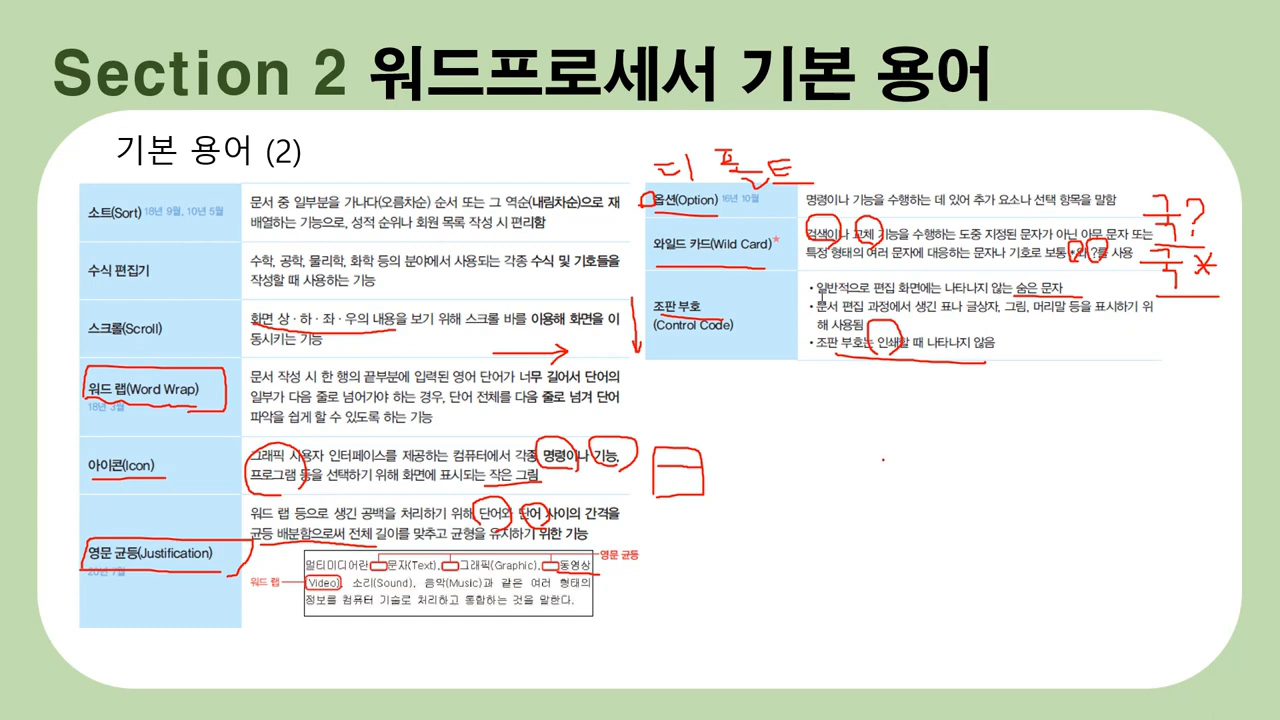 Section 2 워드프로세서 기본 용어
기본 용어 (2)
소트(Sort) 18년 9월, 10년 5월
문서 중 일부분을 가나다(오름차순) 순서 또는 그 역순(내림차순)으로 재
배열하는 기능으로, 성적 순위나 회원 목록 작성 시 편리함
수식 편집기
수학, 공학, 물리학, 화학 등의 분야에서 사용되는 각종 수식 및 기호들을
작성할 때 사용하는 기능
스크롤(Scroll)
화면 상·하·좌·우의 내용을 보기 위해 스크롤 바를 이용해 화면을 이
동시키는 기능
워드 랩(Word Wrap)
18년 3월
문서 작성 시 한 행의 끝부분에 입력된 영어 단어가 너무 길어서 단어의
일부가 다음 줄로 넘어가야 하는 경우, 단어 전체를 다음 줄로 넘겨 단어
파악을 쉽게 할 수 있도록 하는 기능
아이콘(Icon)
그래픽 사용자 인터페이스를 제공하는 컴퓨터에서 각종 명령이나 기능,
프로그램 등을 선택하기 위해 화면에 표시되는 작은 그림
영문 균등(Justification)
20년 7월
워드 랩 등으로 생긴 공백을 처리하기 위해 단어와 단어 사이의 간격을
균등 배분함으로써 전체 길이를 맞추고 균형을 유지하기 위한 기능
영문 균등
멀티미디어란 문자(Text), 그래픽(Graphic), 동영상
워드 랩
(Video), 소리(Sound), 음악(Music)과 같은 여러 형태의
정보를 컴퓨터 기술로 처리하고 통합하는 것을 말한다.
디폴트
옵션(Option) 16년 10월
명령이나 기능을 수행하는 데 있어 추가 요소나 선택 항목을 말함
와일드 카드(Wild Card)*
검색이나 교체 기능을 수행하는 도중 지정된 문자가 아닌 아무 문자 또는
특정 형태의 여러 문자에 대응하는 문자나 기호로 보통 *와 ?를 사용
국?
국*
조판 부호
(Control Code)
• 일반적으로 편집 화면에는 나타나지 않는 숨은 문자
• 문서 편집 과정에서 생긴 표나 글상자, 그림, 머리말 등을 표시하기 위
해 사용됨
• 조판 부호는 인쇄할 때 나타나지 않음